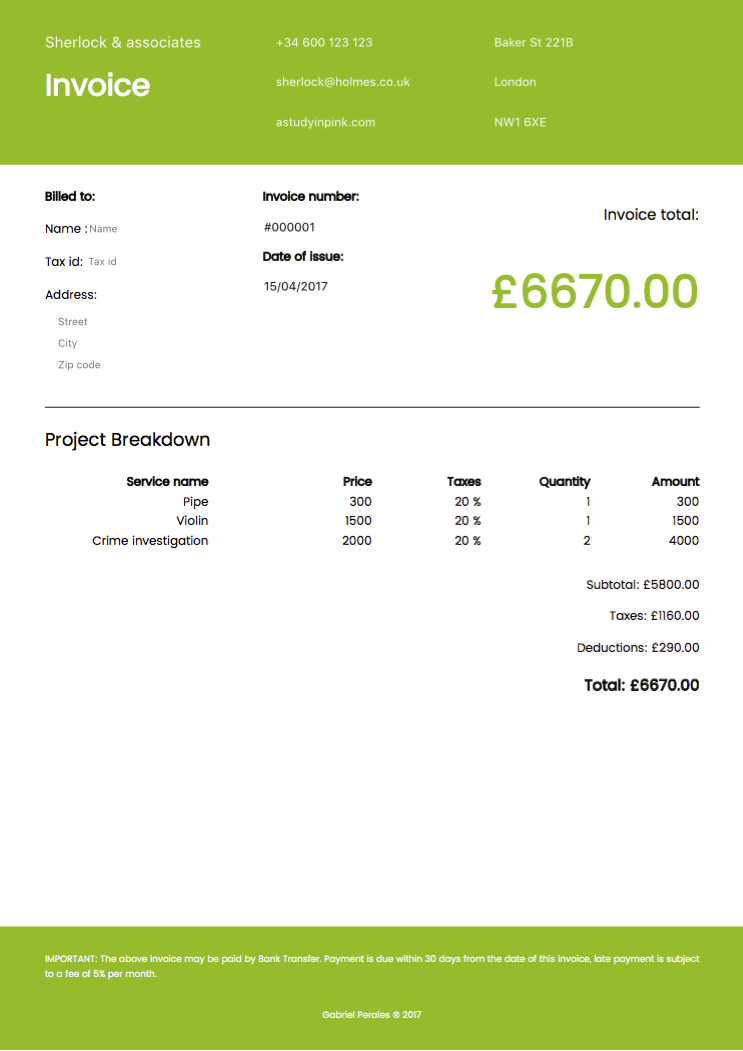 Sherlock & associates
Invoice
+34 600 123 123
sherlock@holmes.co.uk
astudyinpink.com
Baker St 221B
London
NW1 6XE
Billed to:
Name : Name
Tax id: Tax id
Address:
Street
City
Zip code
Invoice number:
#000001
Date of issue:
15/04/2017
Invoice total:
£6670.00
Project Breakdown
Service name Price Taxes Quantity Amount
Pipe 300 20 % 1 300
Violin 1500 20 % 1 1500
Crime investigation 2000 20 % 2 4000
Subtotal: £5800.00
Taxes: £1160.00
Deductions: £290.00
Total: £6670.00
IMPORTANT: The above invoice may be paid by Bank Transfer. Payment is due within 30 days from the date of this invoice, late payment is subject
to a fee of 5% per month.
Gabriel Perales ® 2017